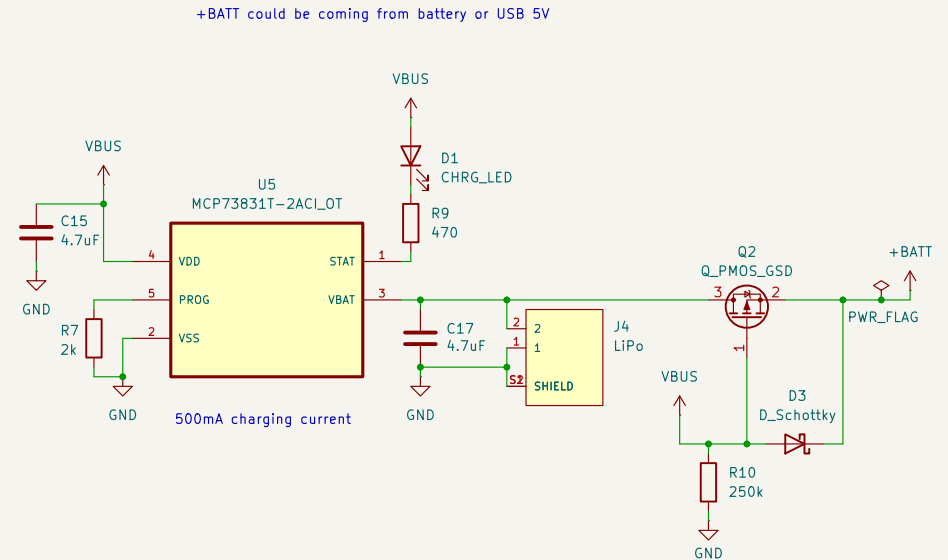 +BATT could be coming from battery or USB 5V
VBUS
VBUS
D1
CHRG_LED
U5
MCP73831T-2ACI_OT
C15
4.7uF
R9
470
4
VDD
STAT
1
GND
5
PROG
VBAT
3
R7
2k
2
VSS
GND
500mA charging current
C17
4.7uF
GND
2
2
1
1
SHIELD
J4
LiPo
Q2
Q_PMOS_GSD
3
2
1
+BATT
PWR_FLAG
VBUS
D3
D_Schottky
R10
250k
GND